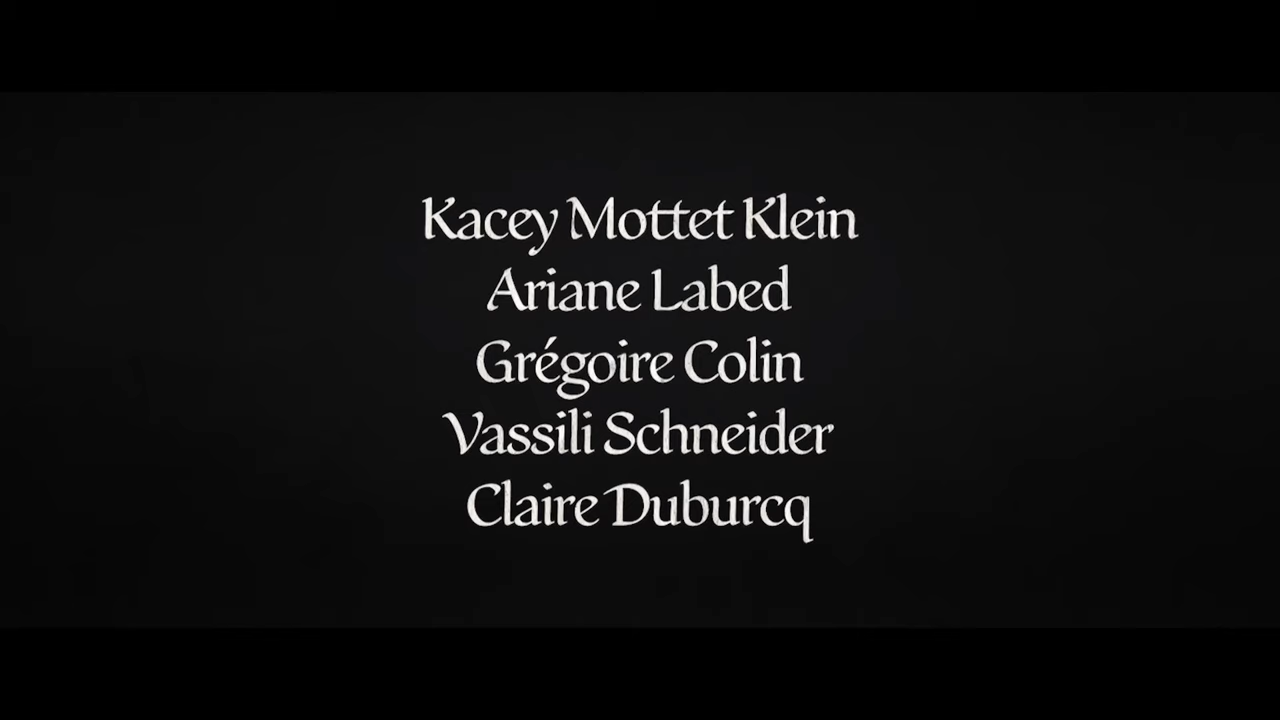 Kacey Mottet Klein
Ariane Labed
Grégoire Colin
Vassili Schneider
Claire Duburcq